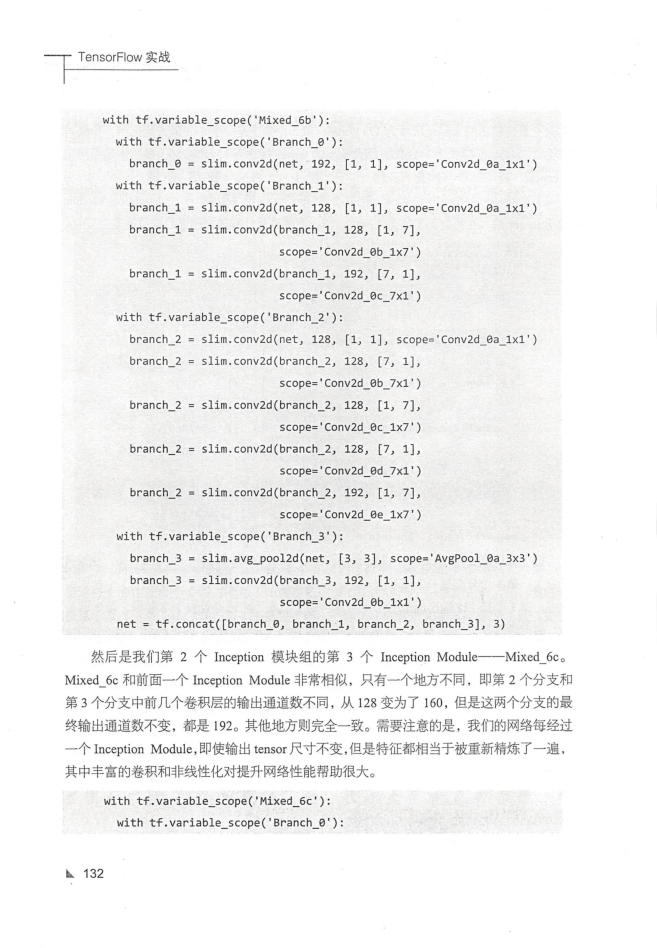 TensorFlow 实战
with tf.variable_scope('Mixed_6b'):
with tf.variable_scope('Branch_0'):
branch_0 = slim.conv2d(net, 192, [1, 1], scope='Conv2d_0a_1x1')
with tf.variable_scope('Branch_1'):
branch_1 = slim.conv2d(net, 128, [1, 1], scope='Conv2d_0a_1x1')
branch_1 = slim.conv2d(branch_1, 128, [1, 7],
scope='Conv2d_0b_1x7')
branch_1 = slim.conv2d(branch_1, 192, [7, 1],
scope='Conv2d_0c_7x1')
with tf.variable_scope('Branch_2'):
branch_2 = slim.conv2d(net, 128, [1, 1], scope='Conv2d_0a_1x1')
branch_2 = slim.conv2d(branch_2, 128, [7, 1],
scope='Conv2d_0b_7x1')
branch_2 = slim.conv2d(branch_2, 128, [1, 7],
scope='Conv2d_0c_1x7')
branch_2 = slim.conv2d(branch_2, 128, [7, 1],
scope='Conv2d_0d_7x1')
branch_2 = slim.conv2d(branch_2, 192, [1, 7],
scope='Conv2d_0e_1x7')
with tf.variable_scope('Branch_3'):
branch_3 = slim.avg_pool2d(net, [3, 3], scope='AvgPool_0a_3x3')
branch_3 = slim.conv2d(branch_3, 192, [1, 1],
scope='Conv2d_0b_1x1')
net = tf.concat([branch_0, branch_1, branch_2, branch_3], 3)
然后是我们第 2 个 Inception 模块组的第 3 个 Inception Module——Mixed_6c。
Mixed_6c 和前面一个 Inception Module 非常相似，只有一个地方不同，即第 2 个分支和
第 3 个分支中前几个卷积层的输出通道数不同，从 128 变为了 160，但是这两个分支的最
终输出通道数不变，都是 192。其他地方则完全一致。需要注意的是，我们的网络每经过
一个 Inception Module，即使输出 tensor 尺寸不变，但是特征都相当于被重新精炼了一遍，
其中丰富的卷积和非线性化对提升网络性能帮助很大。
with tf.variable_scope('Mixed_6c'):
with tf.variable_scope('Branch_0'):
132